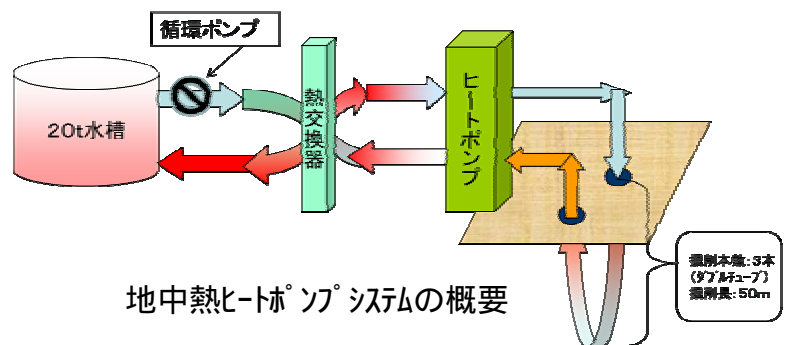 循環ポンプ
20t水槽
熱交換器
ヒートポンプ
掘削本数:3本
(ダブルチューブ)
掘削長:50m
地中熱ヒートポンプシステムの概要